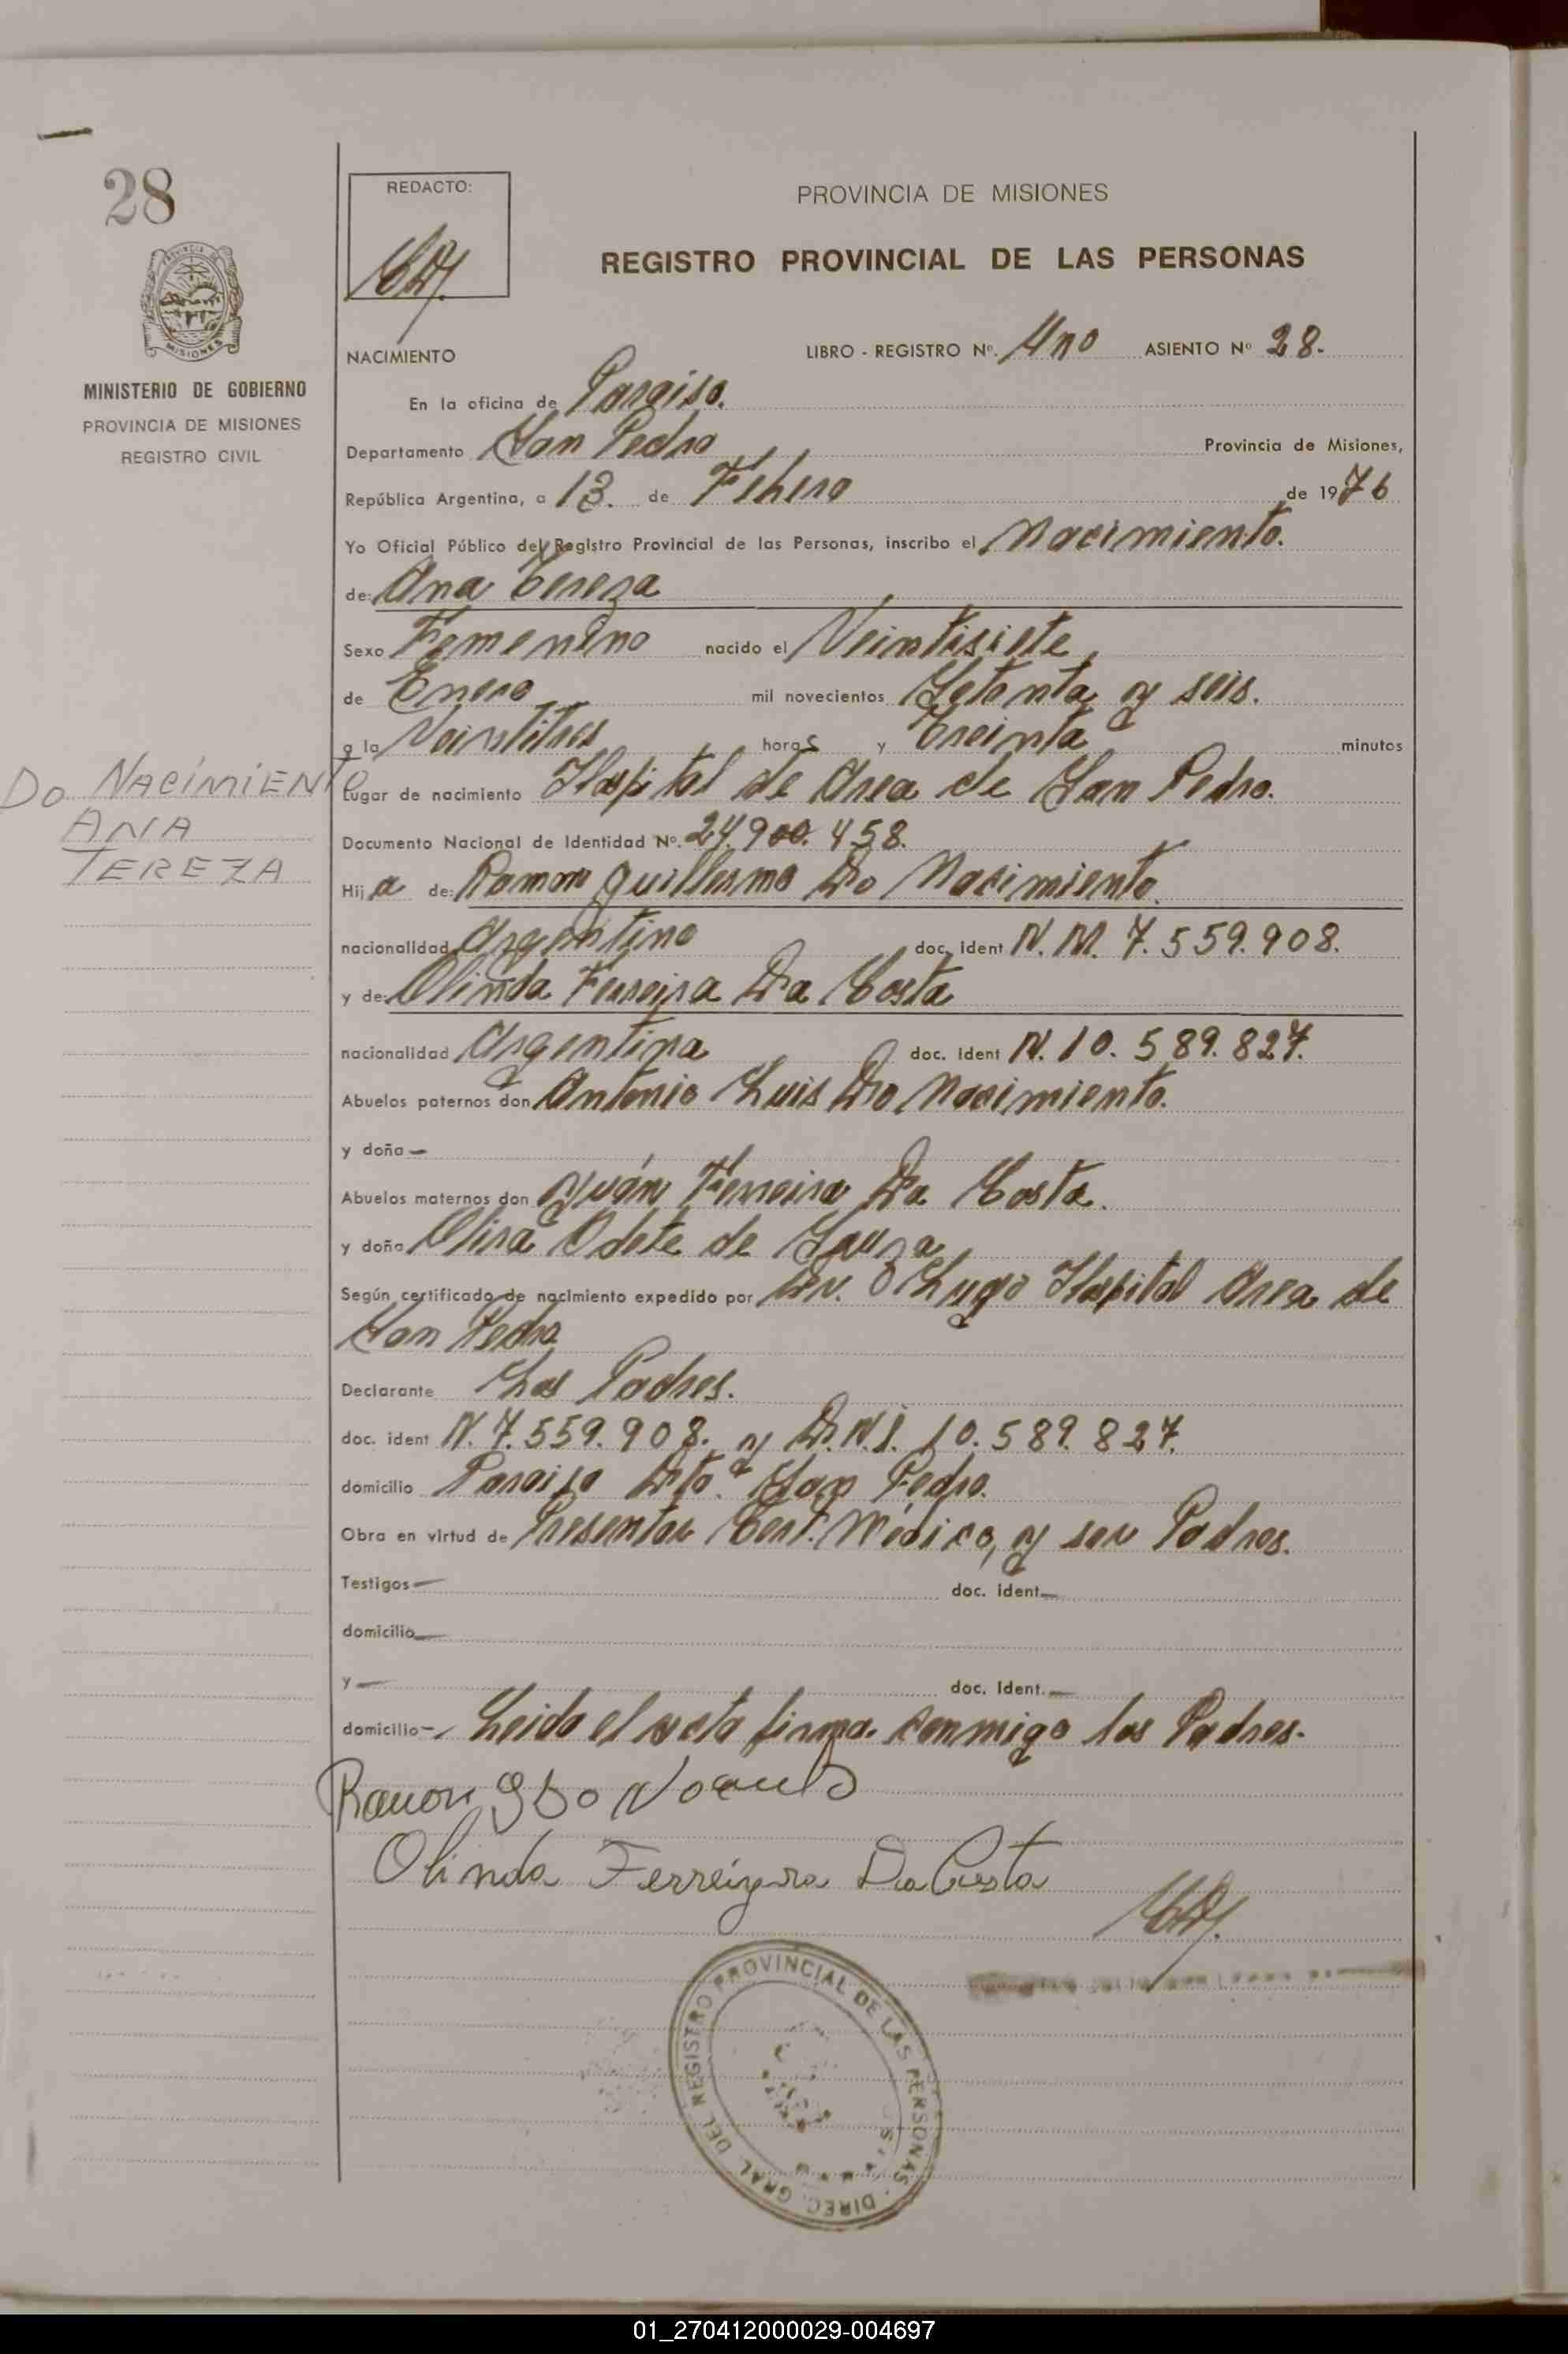 28
REDACTO:
PROVINCIA DE MISIONES
REGISTRO PROVINCIAL DE LAS PERSONAS
MISIONES
MINISTERIO DE GOBIERNO
PROVINCIA DE MISIONES
REGISTRO CIVIL
NACIMIENTO LIBRO - REGISTRO Nº. Uno ASIENTO Nº 28.
En la oficina de Paraiso.
Departamento San Pedro Provincia de Misiones,
República Argentina, a 13. de Febero de 1976
Yo Oficial Público del Registro Provincial de las Personas, inscribo el Nacimiento.
de: Ana Tereza
Sexo Femenino nacido el Veintisiete
de Enero mil novecientos Setenta y seis.
a la Veintitres horas y Treinta minutos
Do Nacimiento
Ana
Tereza
Lugar de nacimiento Hospital de Area de San Pedro.
Documento Nacional de Identidad Nº. 24.900.458.
Hija de: Ramon Guillermo Do Nacimiento.
nacionalidad Argentino doc. ident N. M. 7.559.908.
y de: Olinda Ferreira Da Costa
nacionalidad Argentina doc. ident N. 10.589.827.
Abuelos paternos don Antonio Luis Do Nacimiento.
y doña —
Abuelos maternos don Juán Ferreira Da Costa.
y doña Elisa Odete de Souza
Según certificado de nacimiento expedido por Dr. Lugo Hospital Area de
San Pedro
Declarante Los Padres.
doc. ident N. 7.559.908. y D.N.I. 10.589.827.
domicilio Paraiso Dto. San Pedro.
Obra en virtud de Presentar Cert. Médico, y ser Padres.
Testigos — doc. ident —
domicilio —
y — doc. Ident. —
domicilio — Leida el acta firma conmigo los Padres.
Ramon G Do
Olinda Ferreiyra Da Costa
DIREC. GRAL. DEL REGISTRO PROVINCIAL DE LAS PERSONAS
01_270412000029-004697